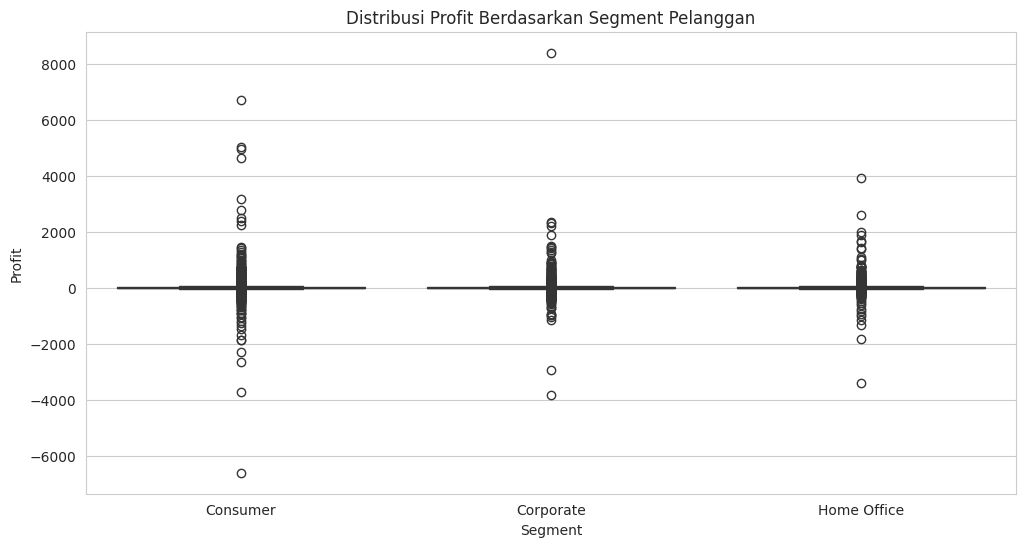 Distribusi Profit Berdasarkan Segment Pelanggan
8000
6000
4000
2000
0
−2000
−4000
−6000
Profit
Consumer
Corporate
Home Office
Segment